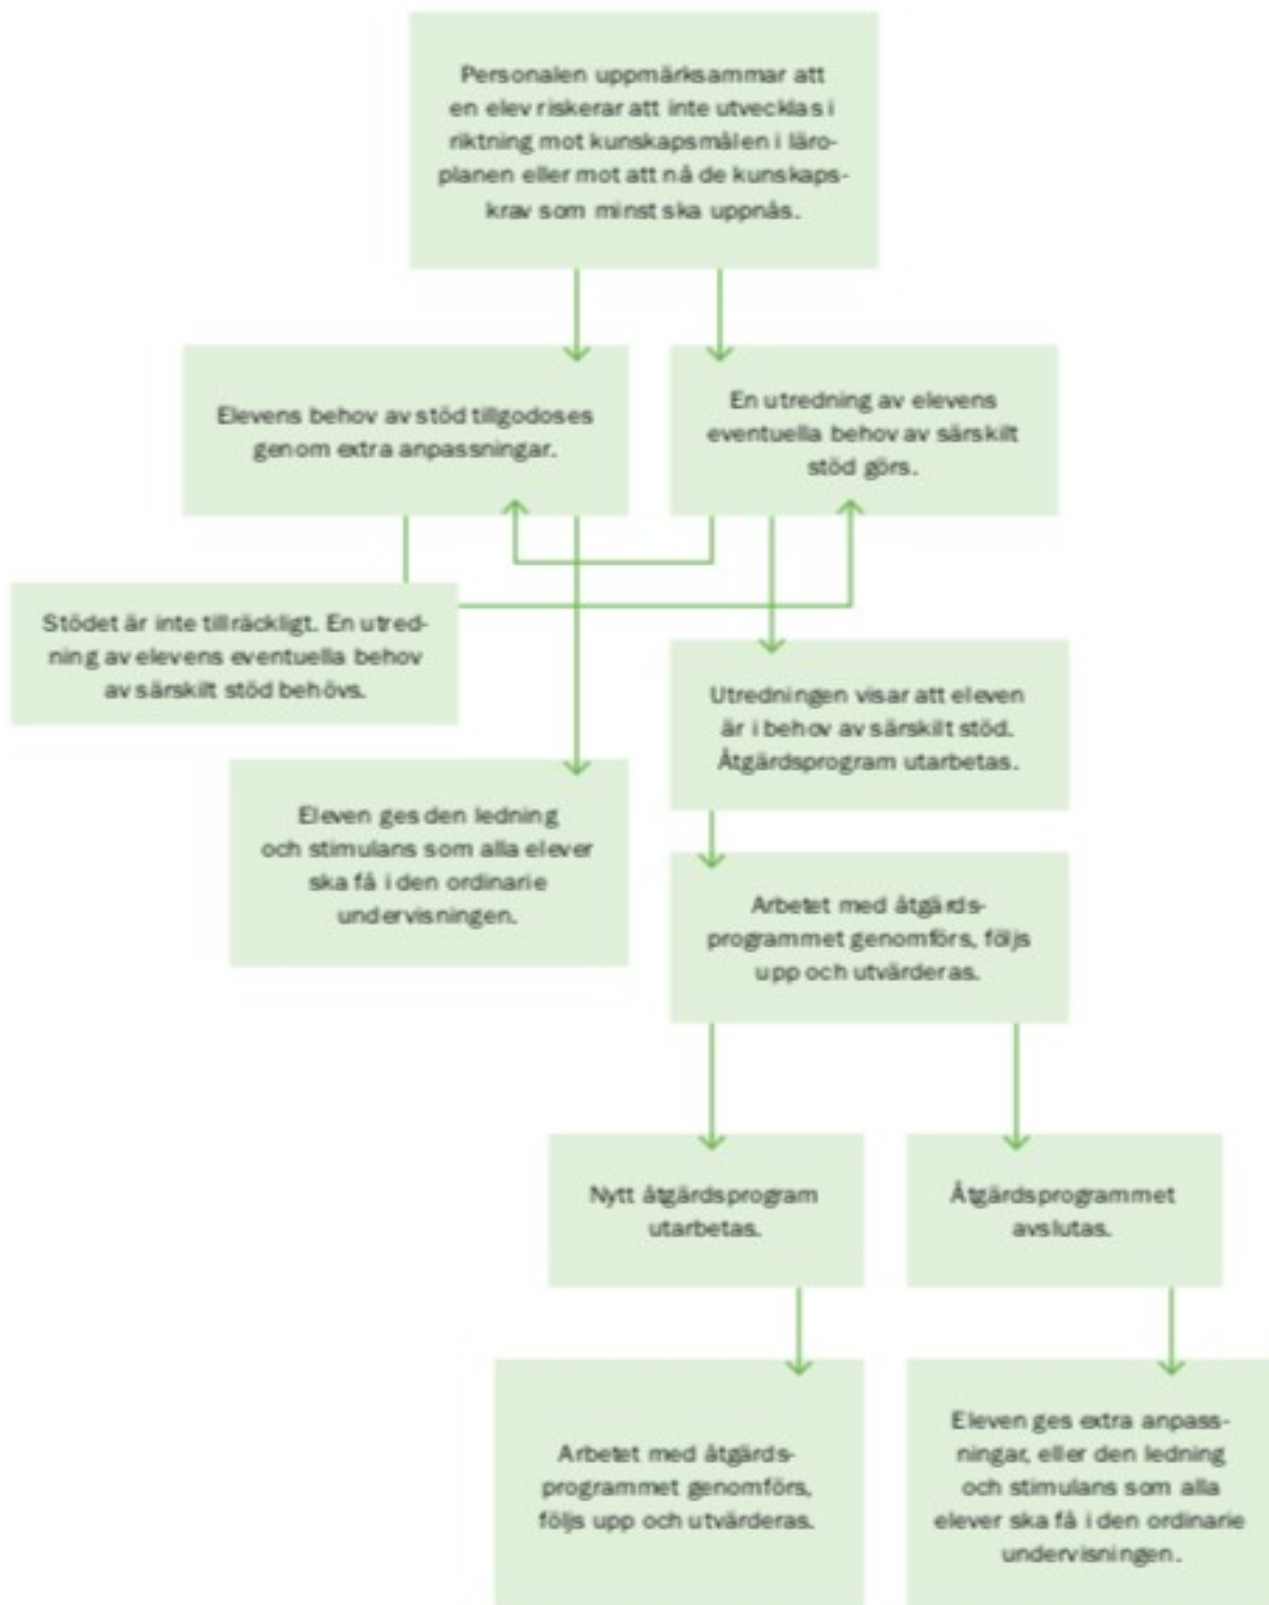 Personalen uppmärksammar att
en elev riskerar att inte utvecklas i
riktning mot kunskapsmålen i läro-
planen eller mot att nå de kunskaps-
krav som minst ska uppnås.
Elevens behov av stöd tillgodoses
genom extra anpassningar.
En utredning av elevens
eventuella behov av särskilt
stöd görs.
Stödet är inte tillräckligt. En utred-
ning av elevens eventuella behov
av särskilt stöd behövs.
Utredningen visar att eleven
är i behov av särskilt stöd.
Åtgärdsprogram utarbetas.
Eleven ges den ledning
och stimulans som alla elever
ska få i den ordinarie
undervisningen.
Arbetet med åtgärds-
programmet genomförs, följs
upp och utvärderas.
Nytt åtgärdsprogram
utarbetas.
Åtgärdsprogrammet
avslutas.
Arbetet med åtgärds-
programmet genomförs,
följs upp och utvärderas.
Eleven ges extra anpass-
ningar, eller den ledning
och stimulans som alla
elever ska få i den ordinarie
undervisningen.